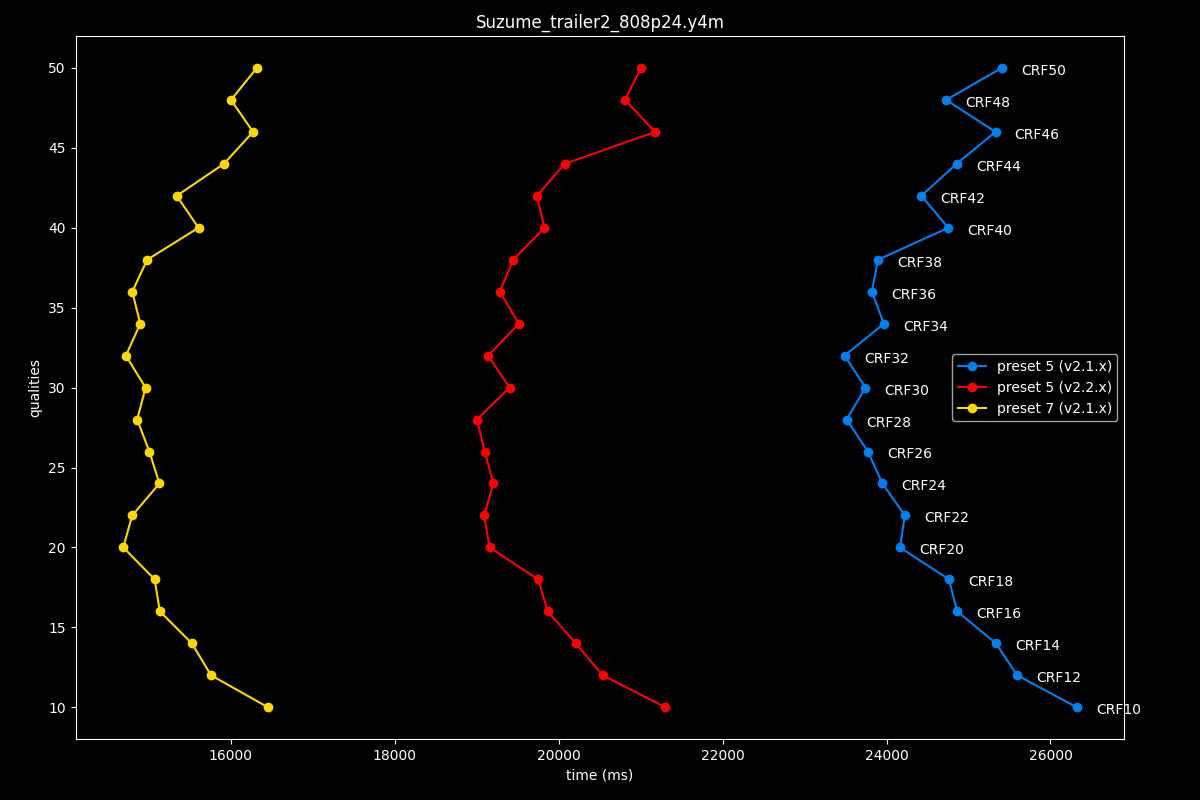 Suzume_trailer2_808p24.y4m
50
45
40
35
30
25
20
15
10
qualities
CRF50
CRF48
CRF46
CRF44
CRF42
CRF40
CRF38
CRF36
CRF34
CRF32
CRF30
CRF28
CRF26
CRF24
CRF22
CRF20
CRF18
CRF16
CRF14
CRF12
CRF10
preset 5 (v2.1.x)
preset 5 (v2.2.x)
preset 7 (v2.1.x)
16000 18000 20000 22000 24000 26000
time (ms)